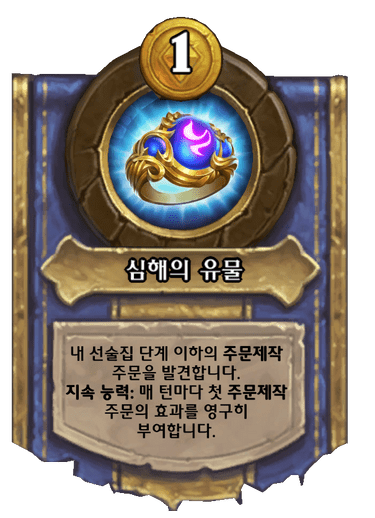 1
심해의 유물
내 선술집 단계 이하의 주문제작
주문을 발견합니다.
지속 능력: 매 턴마다 첫 주문제작
주문의 효과를 영구히
부여합니다.